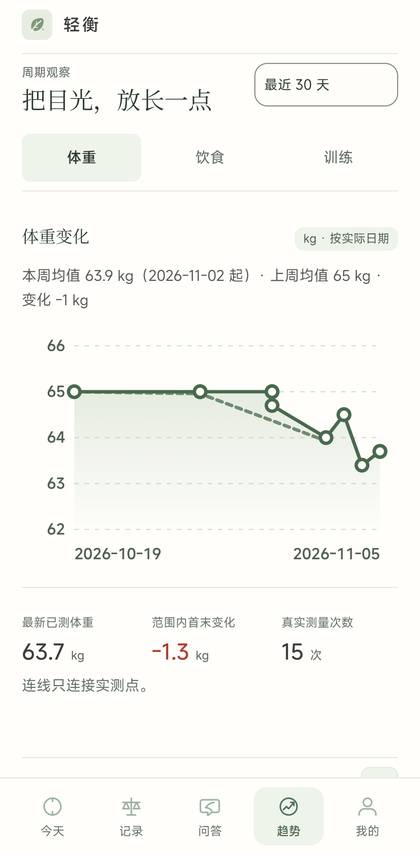 轻衡
周期观察
把目光，放长一点
最近 30 天
体重
饮食
训练
体重变化
kg · 按实际日期
本周均值 63.9 kg（2026-11-02 起）· 上周均值 65 kg ·
变化 -1 kg
66
65
64
63
62
2026-10-19
2026-11-05
最新已测体重
范围内首末变化
真实测量次数
63.7 kg
-1.3 kg
15 次
连线只连接实测点。
今天
记录
问答
趋势
我的